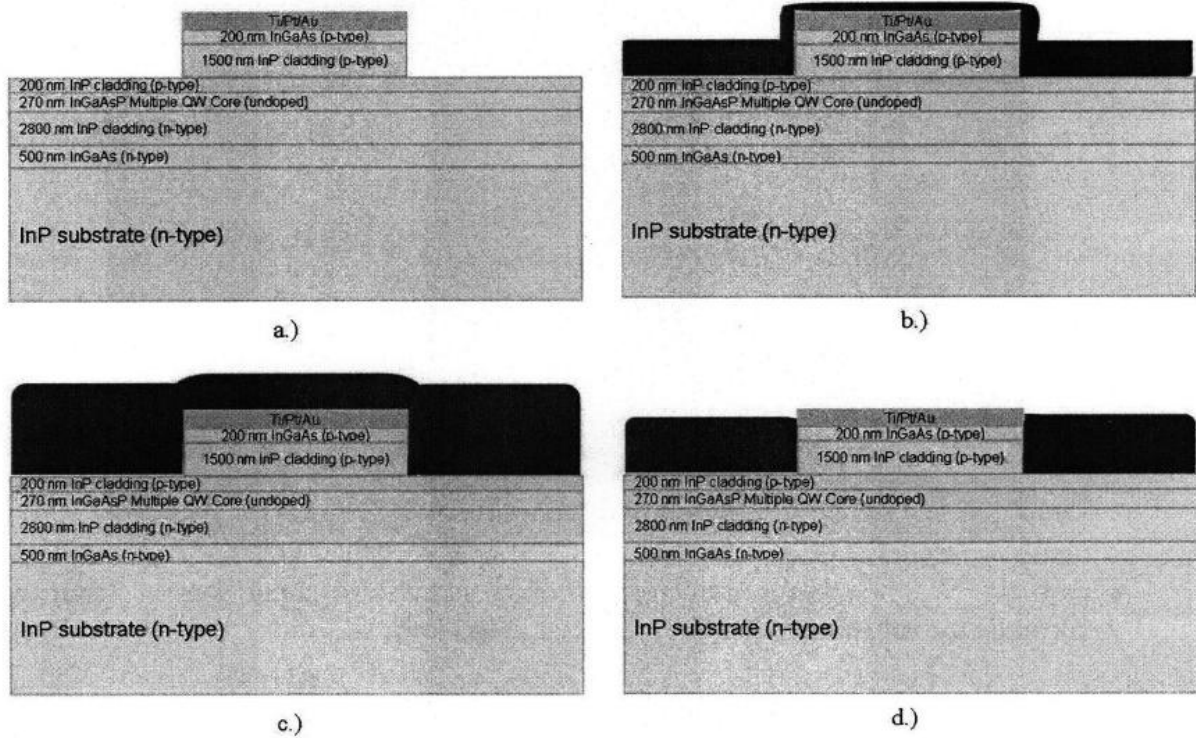 Ti/Pt/Au
200 nm InGaAs (p-type)
1500 nm InP cladding (p-type)
200 nm InP cladding (p-type)
270 nm InGaAsP Multiple QW Core (undoped)
2800 nm InP cladding (n-type)
500 nm InGaAs (n-type)
InP substrate (n-type)
a.)
Ti/Pt/Au
200 nm InGaAs (p-type)
1500 nm InP cladding (p-type)
200 nm InP cladding (p-type)
270 nm InGaAsP Multiple QW Core (undoped)
2800 nm InP cladding (n-type)
500 nm InGaAs (n-type)
InP substrate (n-type)
b.)
Ti/Pt/Au
200 nm InGaAs (p-type)
1500 nm InP cladding (p-type)
200 nm InP cladding (p-type)
270 nm InGaAsP Multiple QW Core (undoped)
2800 nm InP cladding (n-type)
500 nm InGaAs (n-type)
InP substrate (n-type)
c.)
Ti/Pt/Au
200 nm InGaAs (p-type)
1500 nm InP cladding (p-type)
200 nm InP cladding (p-type)
270 nm InGaAsP Multiple QW Core (undoped)
2800 nm InP cladding (n-type)
500 nm InGaAs (n-type)
InP substrate (n-type)
d.)